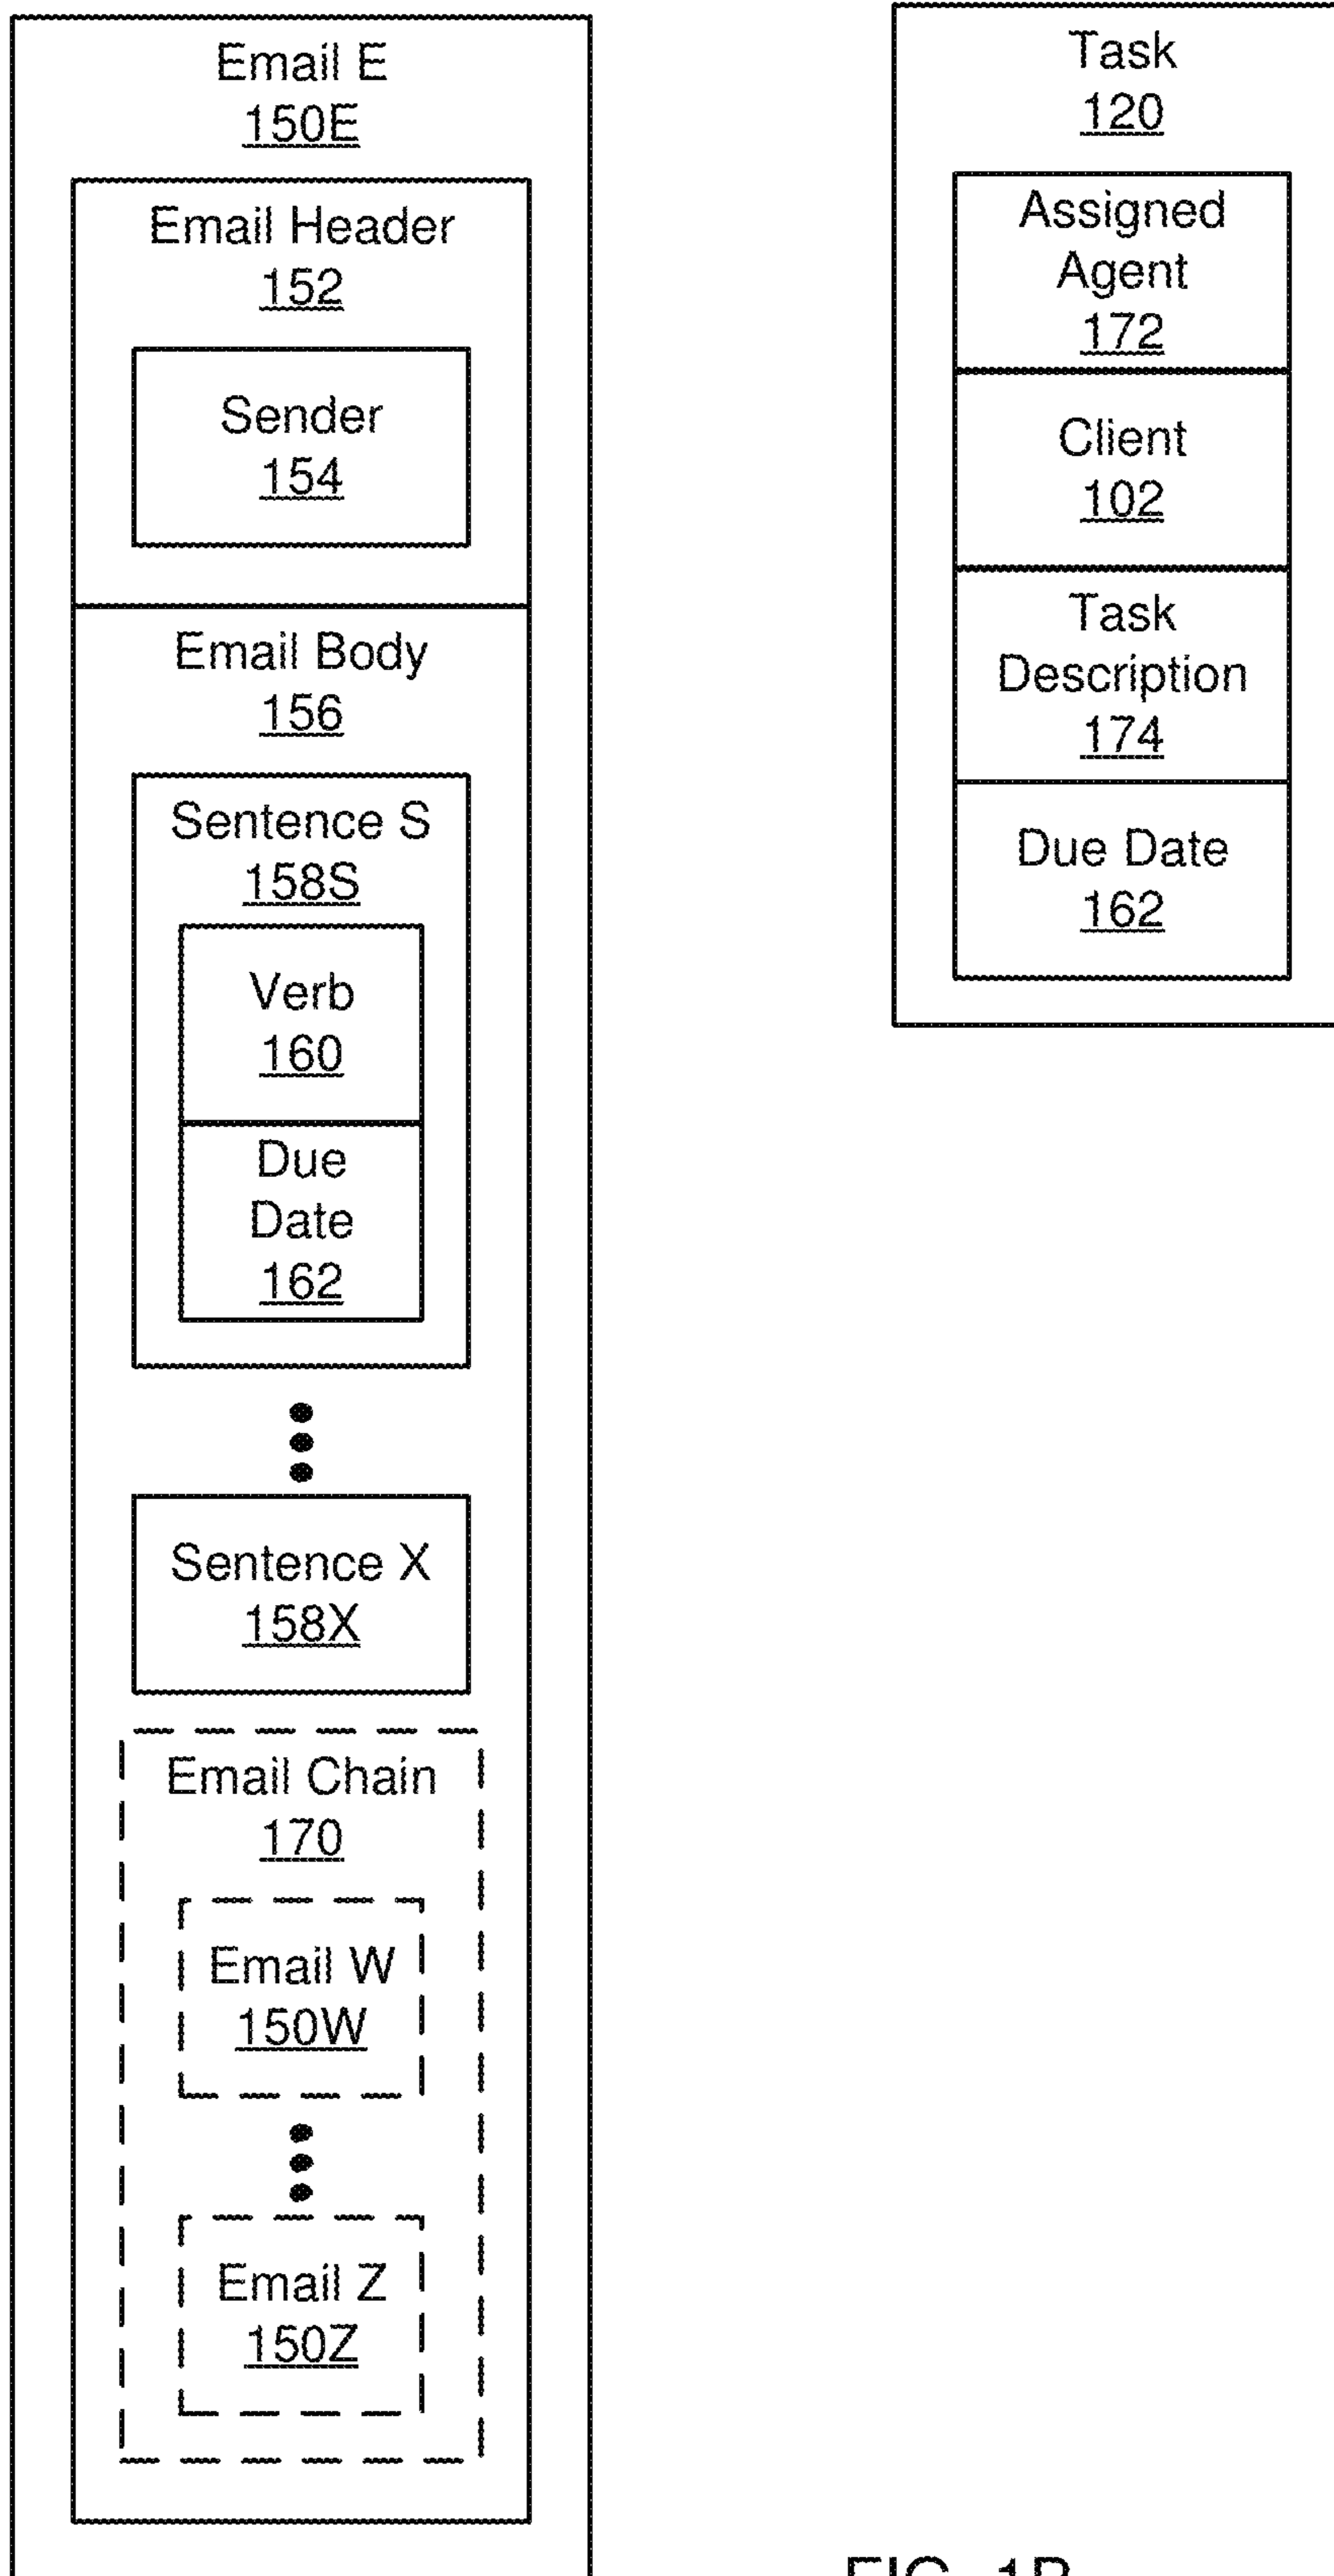 Email E
150E
Email Header
152
Sender
154
Email Body
156
Sentence S
158S
Verb
160
Due
Date
162
Sentence X
158X
Email Chain
170
Email W
150W
Email Z
150Z
Task
120
Assigned
Agent
172
Client
102
Task
Description
174
Due Date
162